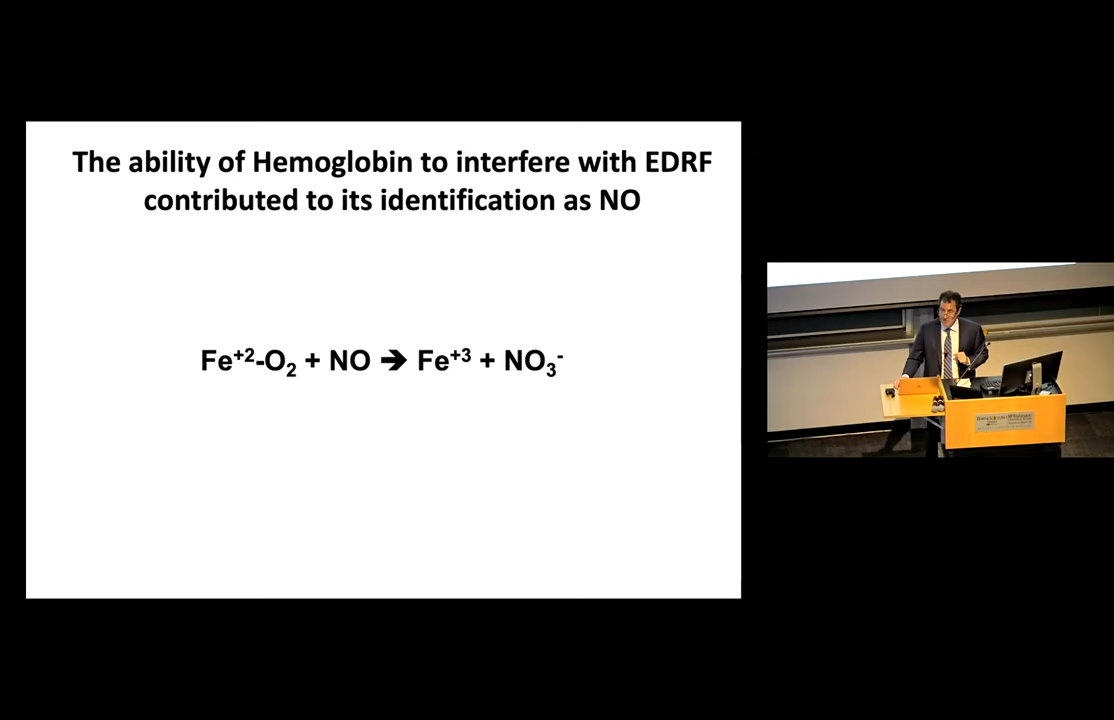 The ability of Hemoglobin to interfere with EDRF
contributed to its identification as NO
Fe⁺²-O₂ + NO ➔ Fe⁺³ + NO₃⁻